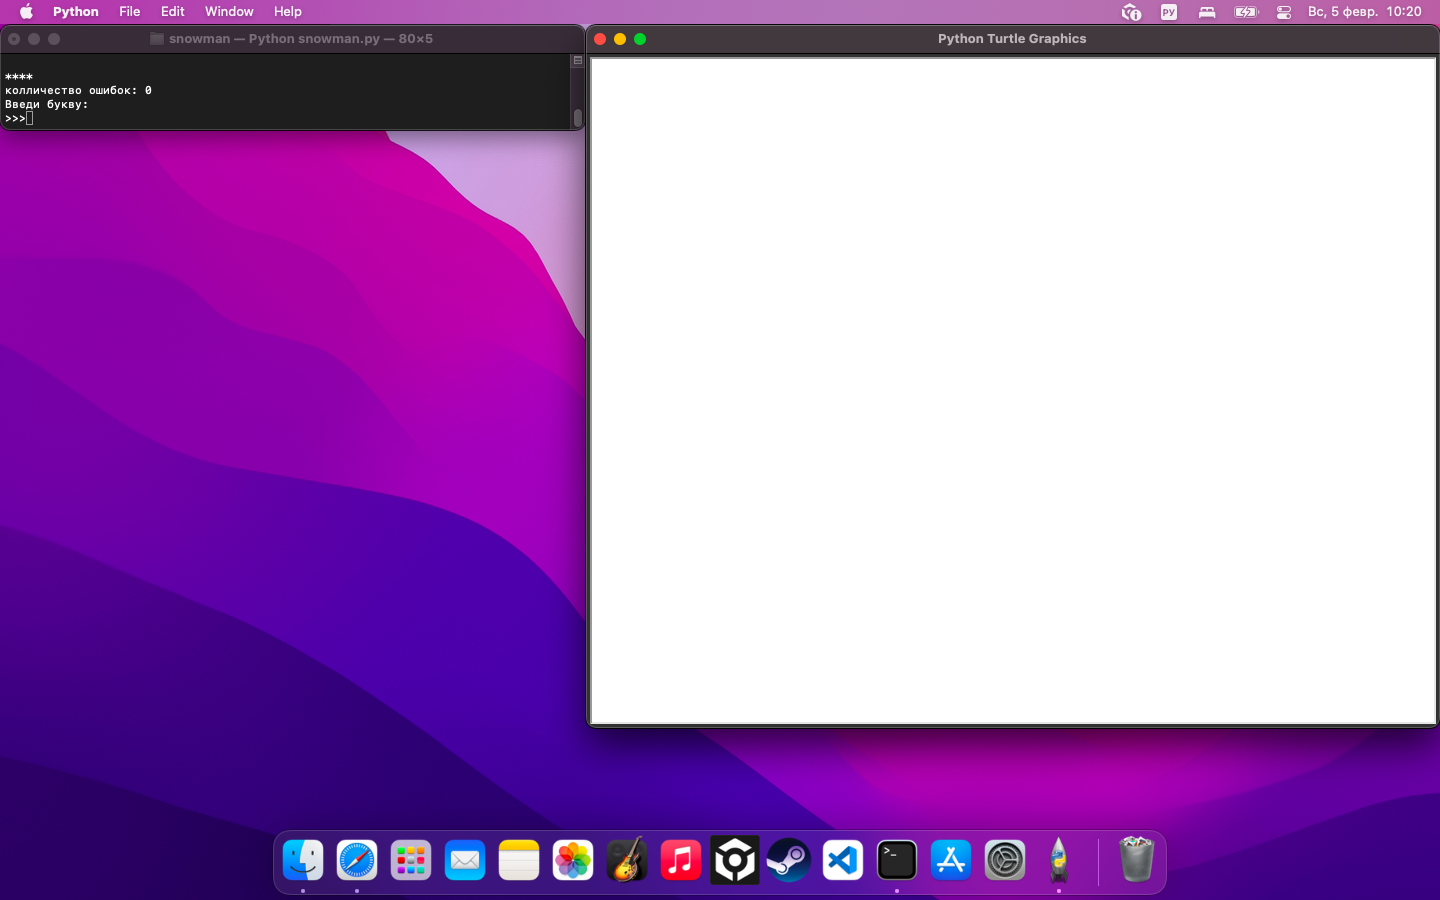 Python File Edit Window Help
РУ
Вс, 5 февр. 10:20
snowman — Python snowman.py — 80×5
****
колличество ошибок: 0
Введи букву:
>>>
Python Turtle Graphics
>_